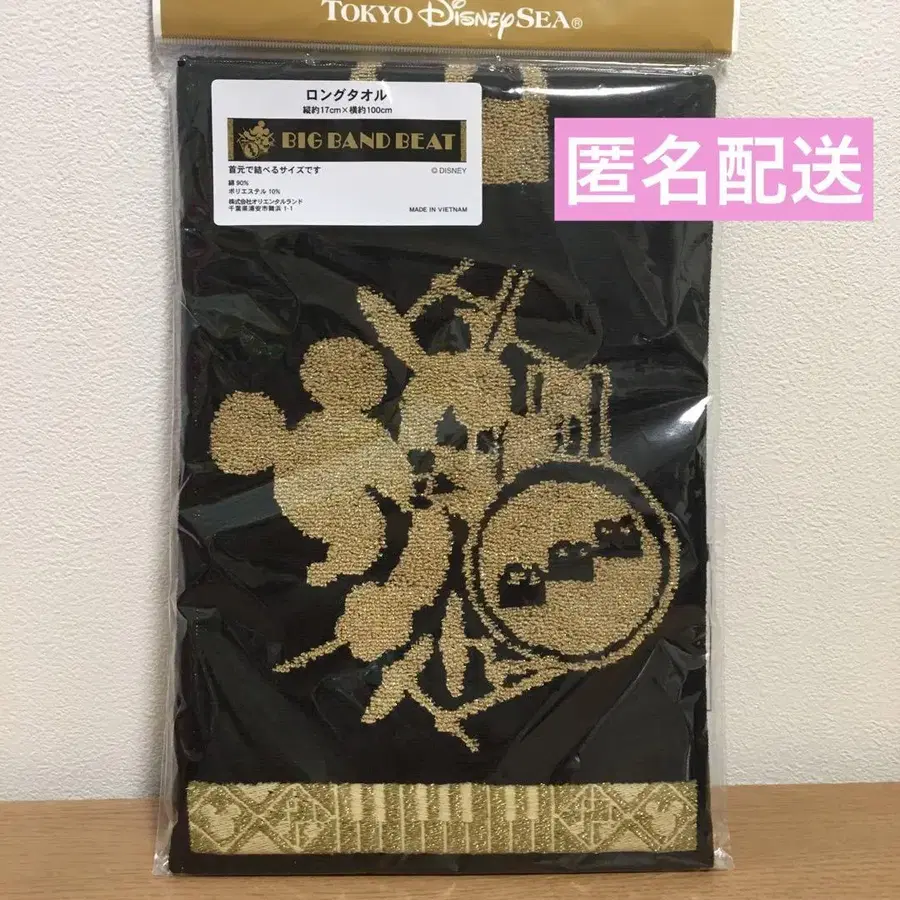 TOKYO DISNEYSEA®
ロングタオル
縦約17cm×横約100cm
BIG BAND BEAT
首元で結べるサイズです
© DISNEY
綿 90%
ポリエステル 10%
株式会社オリエンタルランド
千葉県浦安市舞浜 1-1
MADE IN VIETNAM
匿名配送